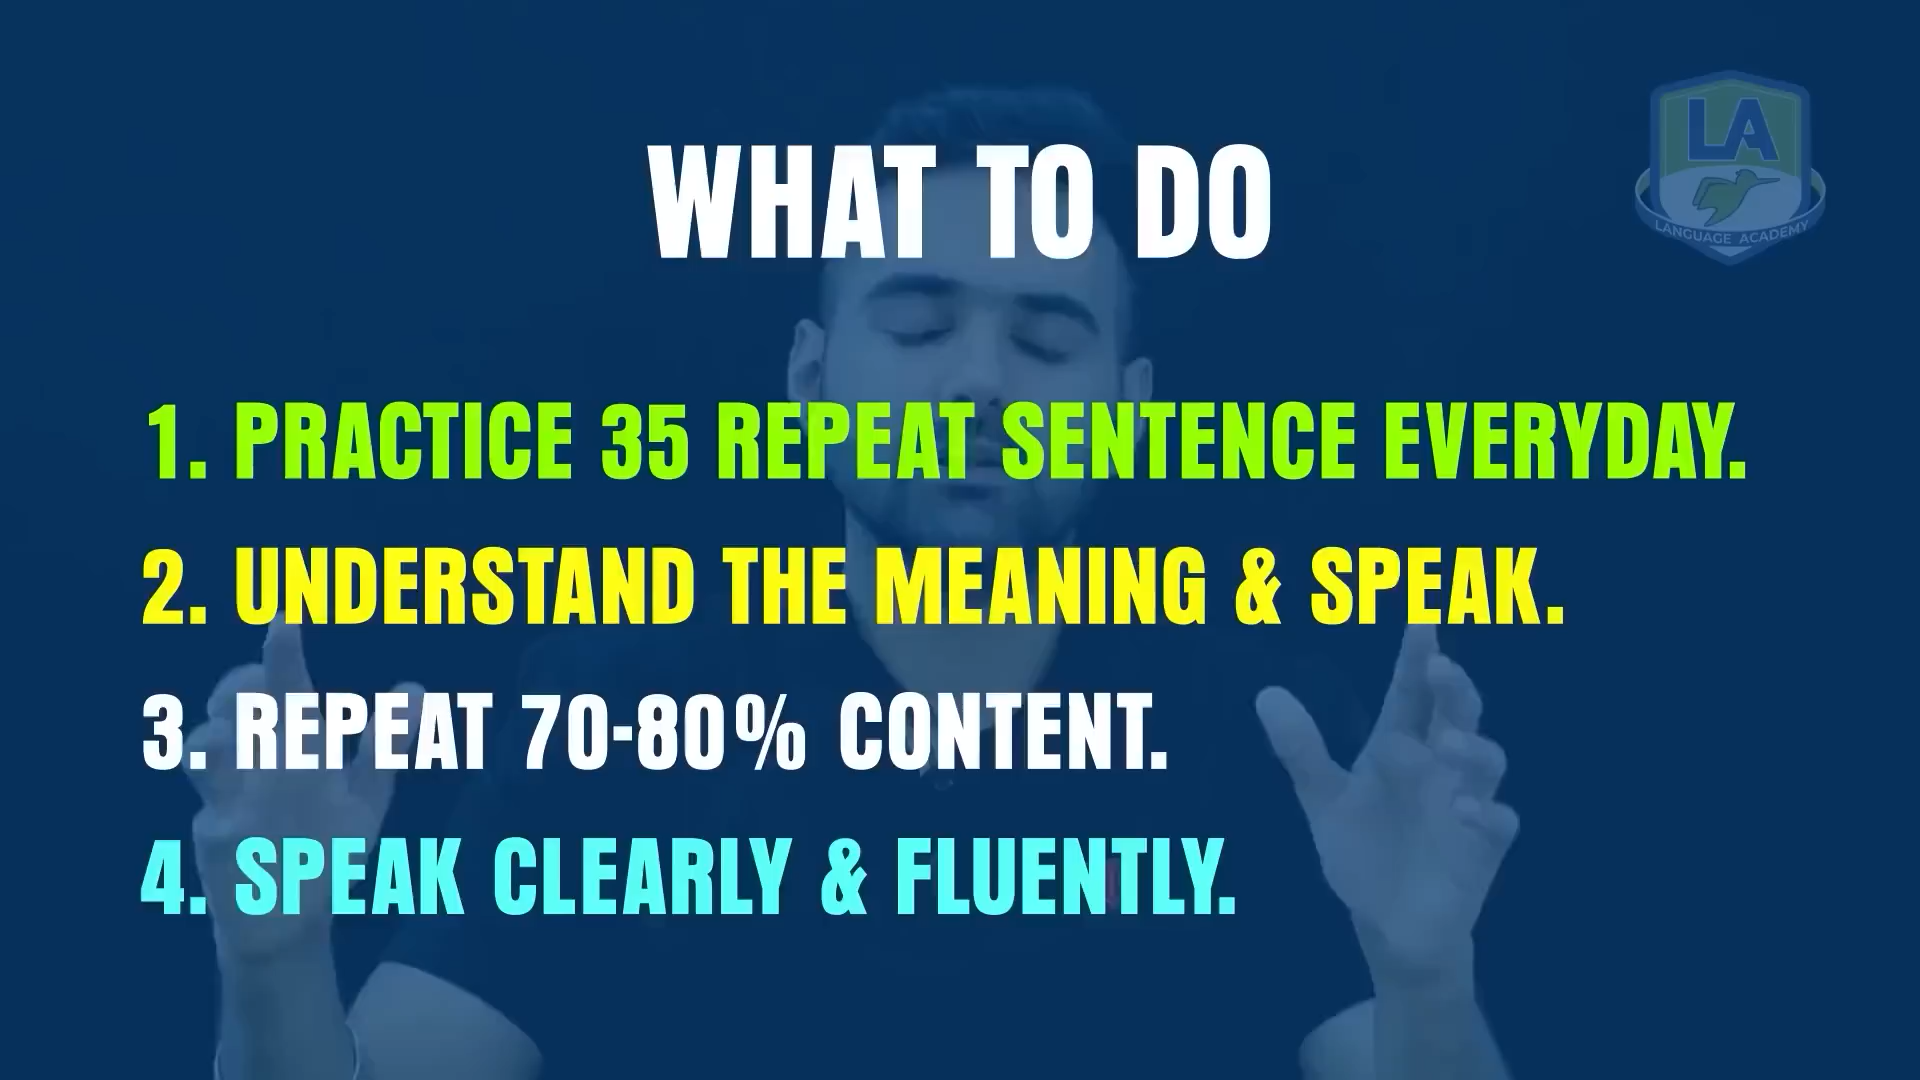 WHAT TO DO
LA
LANGUAGE ACADEMY
1. PRACTICE 35 REPEAT SENTENCE EVERYDAY.
2. UNDERSTAND THE MEANING & SPEAK.
3. REPEAT 70-80% CONTENT.
4. SPEAK CLEARLY & FLUENTLY.